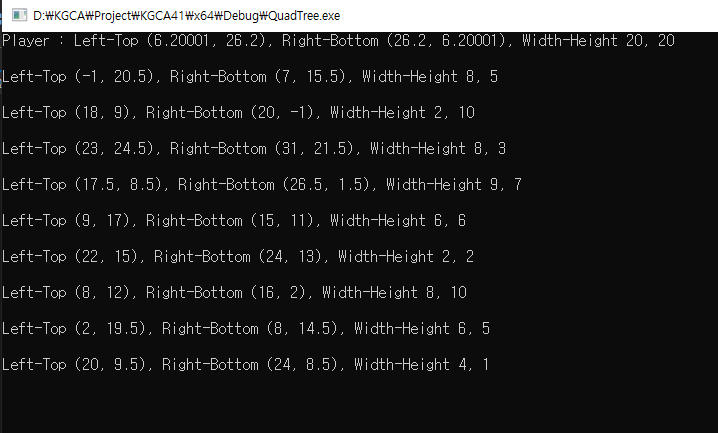 D:₩KGCA₩Project₩KGCA41₩x64₩Debug₩QuadTree.exe
Player : Left-Top (6.20001, 26.2), Right-Bottom (26.2, 6.20001), Width-Height 20, 20
Left-Top (-1, 20.5), Right-Bottom (7, 15.5), Width-Height 8, 5
Left-Top (18, 9), Right-Bottom (20, -1), Width-Height 2, 10
Left-Top (23, 24.5), Right-Bottom (31, 21.5), Width-Height 8, 3
Left-Top (17.5, 8.5), Right-Bottom (26.5, 1.5), Width-Height 9, 7
Left-Top (9, 17), Right-Bottom (15, 11), Width-Height 6, 6
Left-Top (22, 15), Right-Bottom (24, 13), Width-Height 2, 2
Left-Top (8, 12), Right-Bottom (16, 2), Width-Height 8, 10
Left-Top (2, 19.5), Right-Bottom (8, 14.5), Width-Height 6, 5
Left-Top (20, 9.5), Right-Bottom (24, 8.5), Width-Height 4, 1